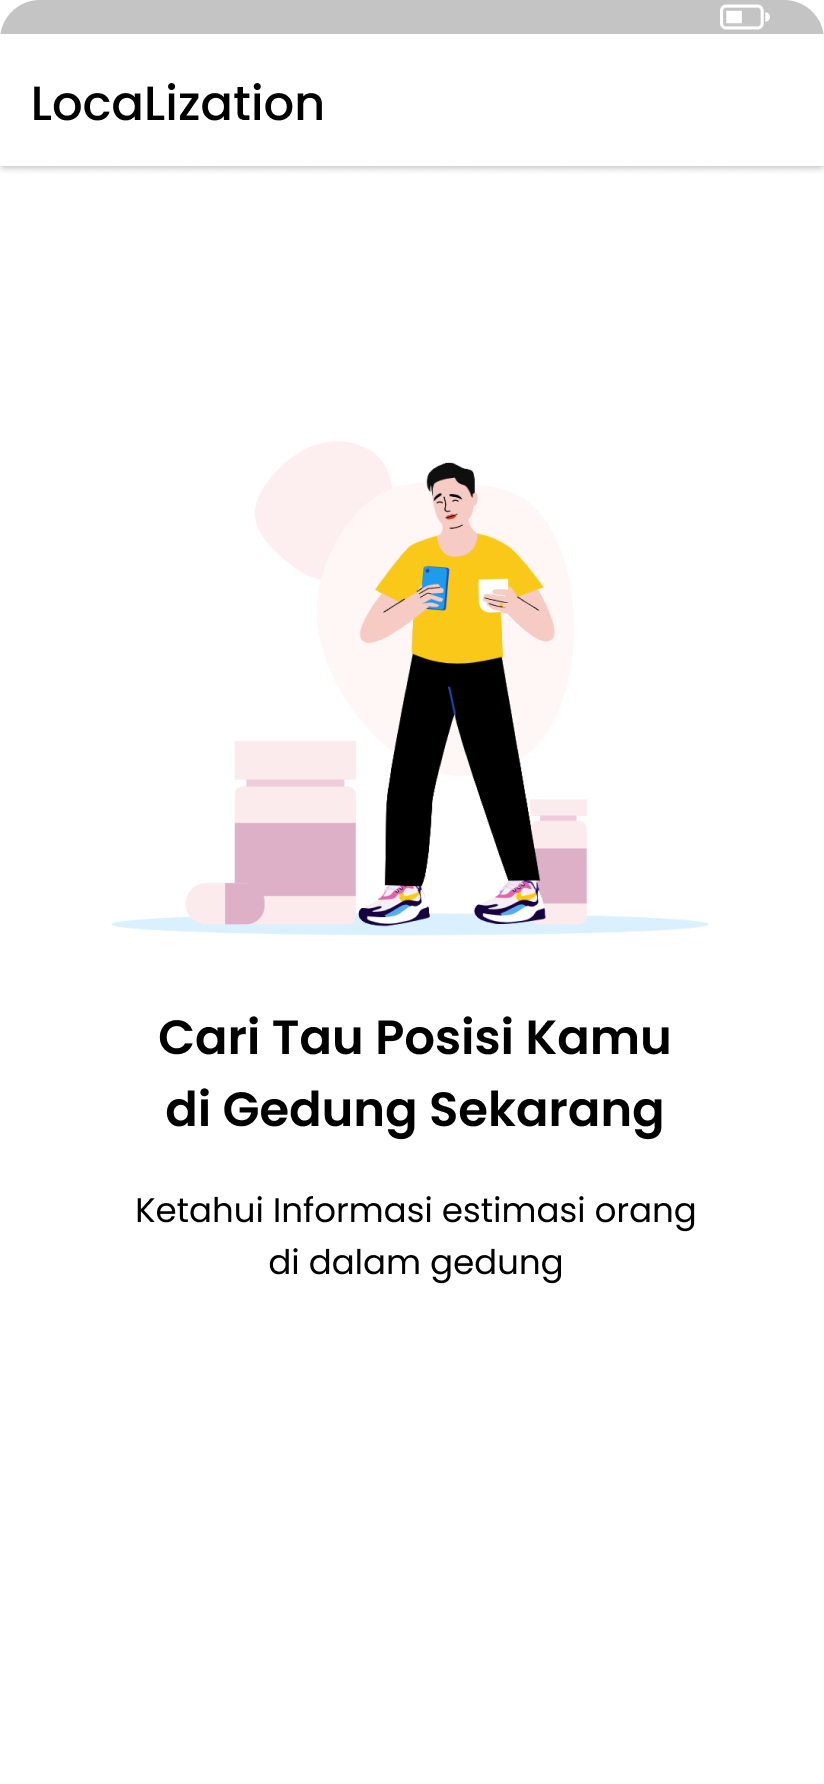 LocaLization
Cari Tau Posisi Kamu
di Gedung Sekarang
Ketahui Informasi estimasi orang
di dalam gedung